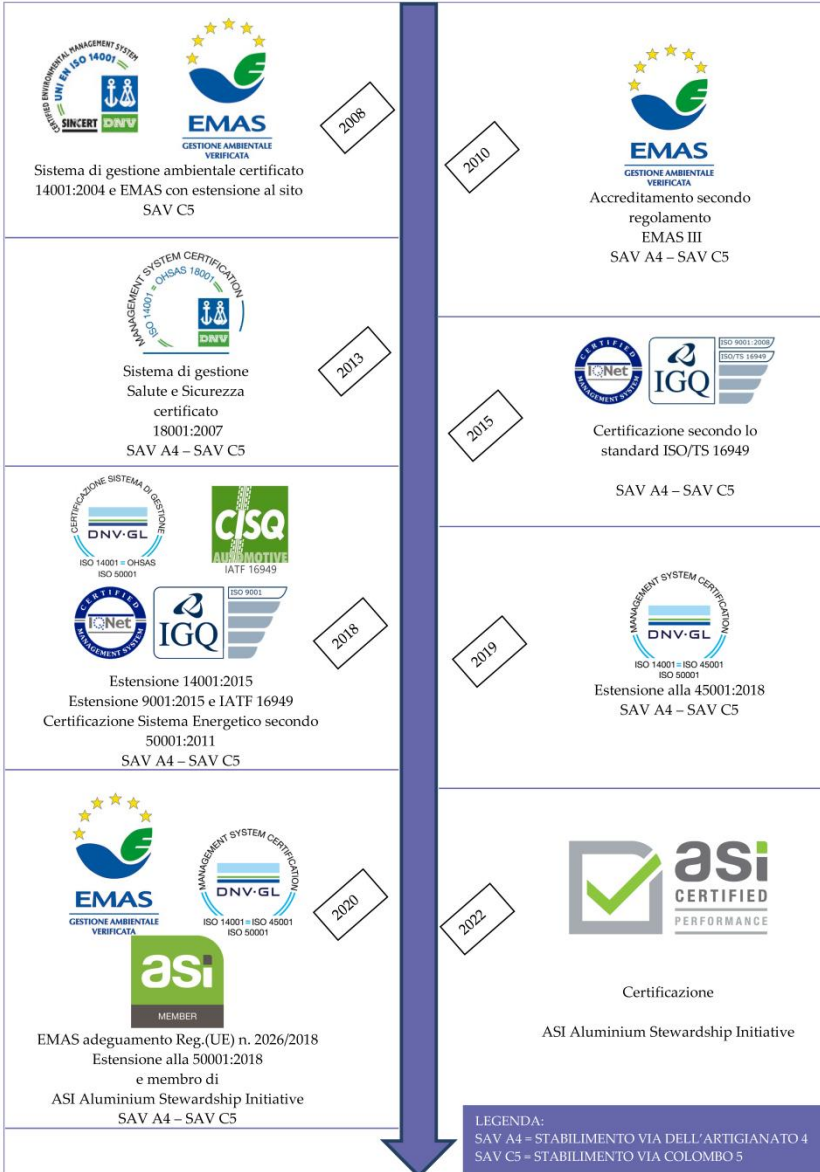 CERTIFIED ENVIRONMENTAL MANAGEMENT SYSTEM
UNI EN ISO 14001
SINCERT DNV
EMAS
GESTIONE AMBIENTALE
VERIFICATA
2008
Sistema di gestione ambientale certificato
14001:2004 e EMAS con estensione al sito
SAV C5
2010
EMAS
GESTIONE AMBIENTALE
VERIFICATA
Accreditamento secondo
regolamento
EMAS III
SAV A4 – SAV C5
MANAGEMENT SYSTEM CERTIFICATION
ISO 14001 = OHSAS 18001
DNV
2013
Sistema di gestione
Salute e Sicurezza
certificato
18001:2007
SAV A4 – SAV C5
2015
CERTIFIED
IQNet
MANAGEMENT SYSTEM
IGQ
ISO 9001:2008
ISO/TS 16949
Certificazione secondo lo
standard ISO/TS 16949
SAV A4 – SAV C5
CERTIFICAZIONE SISTEMA DI GESTIONE
DNV·GL
ISO 14001 = OHSAS
ISO 50001
CISQ
AUTOMOTIVE
IATF 16949
CERTIFIED
IQNet
MANAGEMENT SYSTEM
IGQ
ISO 9001
2018
Estensione 14001:2015
Estensione 9001:2015 e IATF 16949
Certificazione Sistema Energetico secondo
50001:2011
SAV A4 – SAV C5
2019
MANAGEMENT SYSTEM CERTIFICATION
DNV·GL
ISO 14001 = ISO 45001
ISO 50001
Estensione alla 45001:2018
SAV A4 – SAV C5
EMAS
GESTIONE AMBIENTALE
VERIFICATA
MANAGEMENT SYSTEM CERTIFICATION
DNV·GL
ISO 14001 = ISO 45001
ISO 50001
2020
asi
MEMBER
EMAS adeguamento Reg.(UE) n. 2026/2018
Estensione alla 50001:2018
e membro di
ASI Aluminium Stewardship Initiative
SAV A4 – SAV C5
2022
asi
CERTIFIED
PERFORMANCE
Certificazione
ASI Aluminium Stewardship Initiative
LEGENDA:
SAV A4 = STABILIMENTO VIA DELL'ARTIGIANATO 4
SAV C5 = STABILIMENTO VIA COLOMBO 5